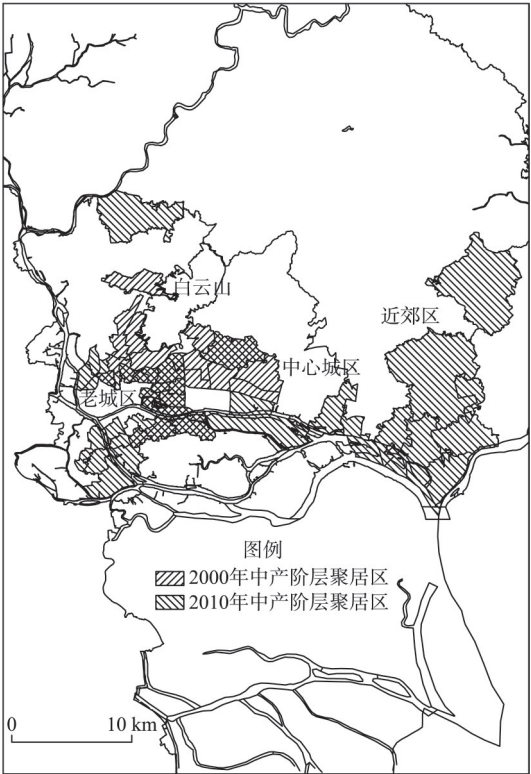 白云山
近郊区
中心城区
老城区
图例
2000年中产阶层聚居区
2010年中产阶层聚居区
0 10 km